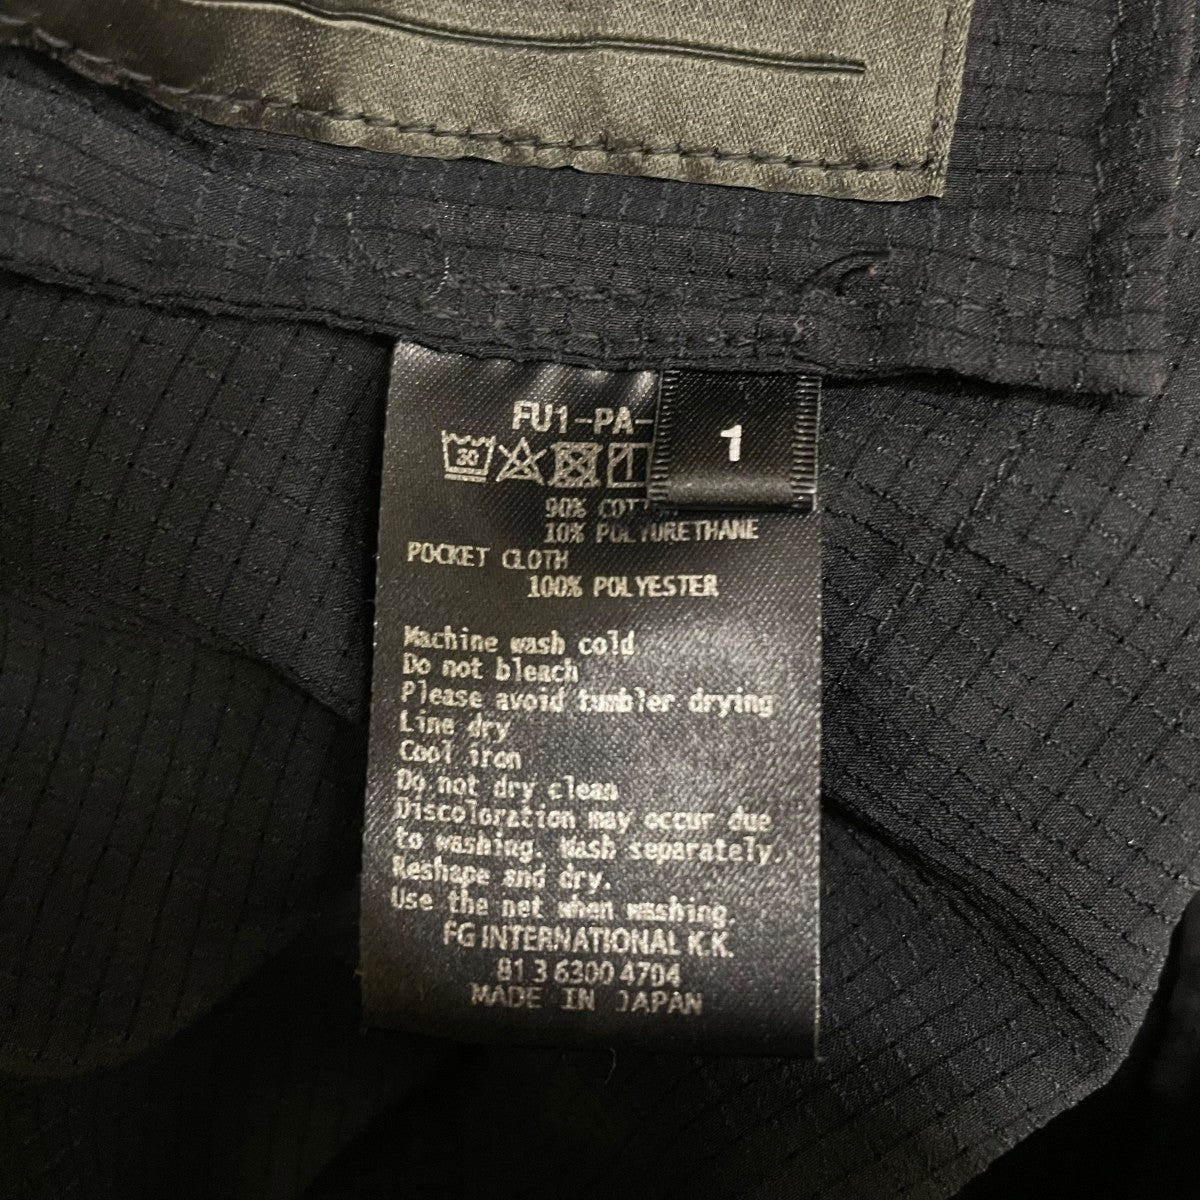 FU1-PA-
1
30
90%
10% POLYURETHANE
POCKET CLOTH
100% POLYESTER
Machine wash cold
Do not bleach
Please avoid tumbler drying
Line dry
Cool iron
Do not dry clean
Discoloration may occur due
to washing. Wash separately.
Reshape and dry.
Use the net when washing.
FG INTERNATIONAL K.K.
81 3 6300 4704
MADE IN JAPAN